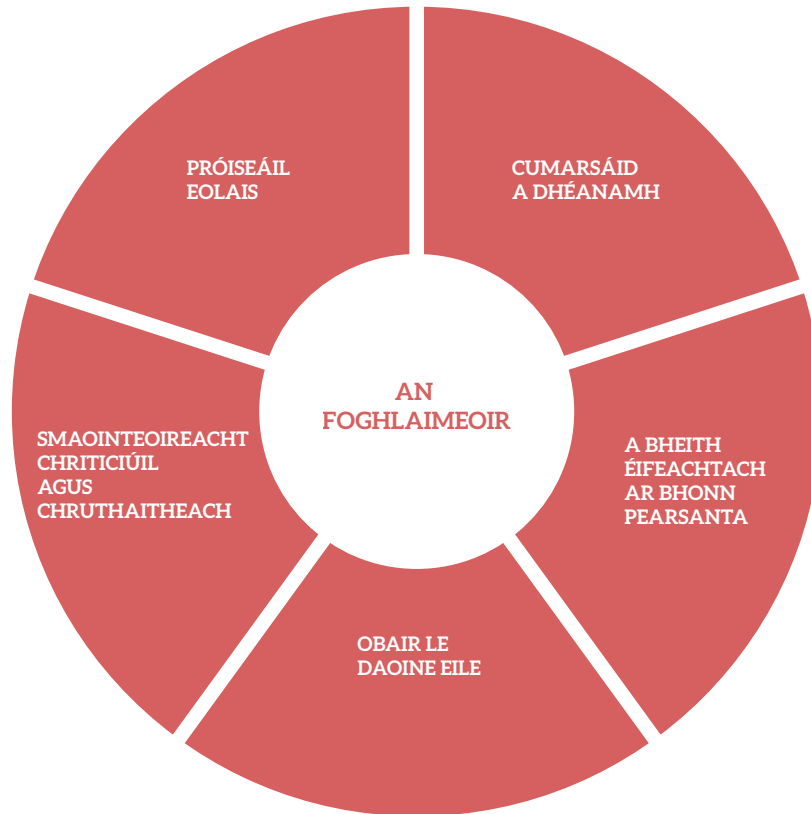 PRÓISEÁIL
EOLAIS
CUMARSÁID
A DHÉANAMH
AN
FOGHLAIMEOIR
SMAOINTEOIREACHT
CHRITICIÚIL
AGUS
CHRUTHAITHEACH
A BHEITH
ÉIFEACHTACH
AR BHONN
PEARSANTA
OBAIR LE
DAOINE EILE